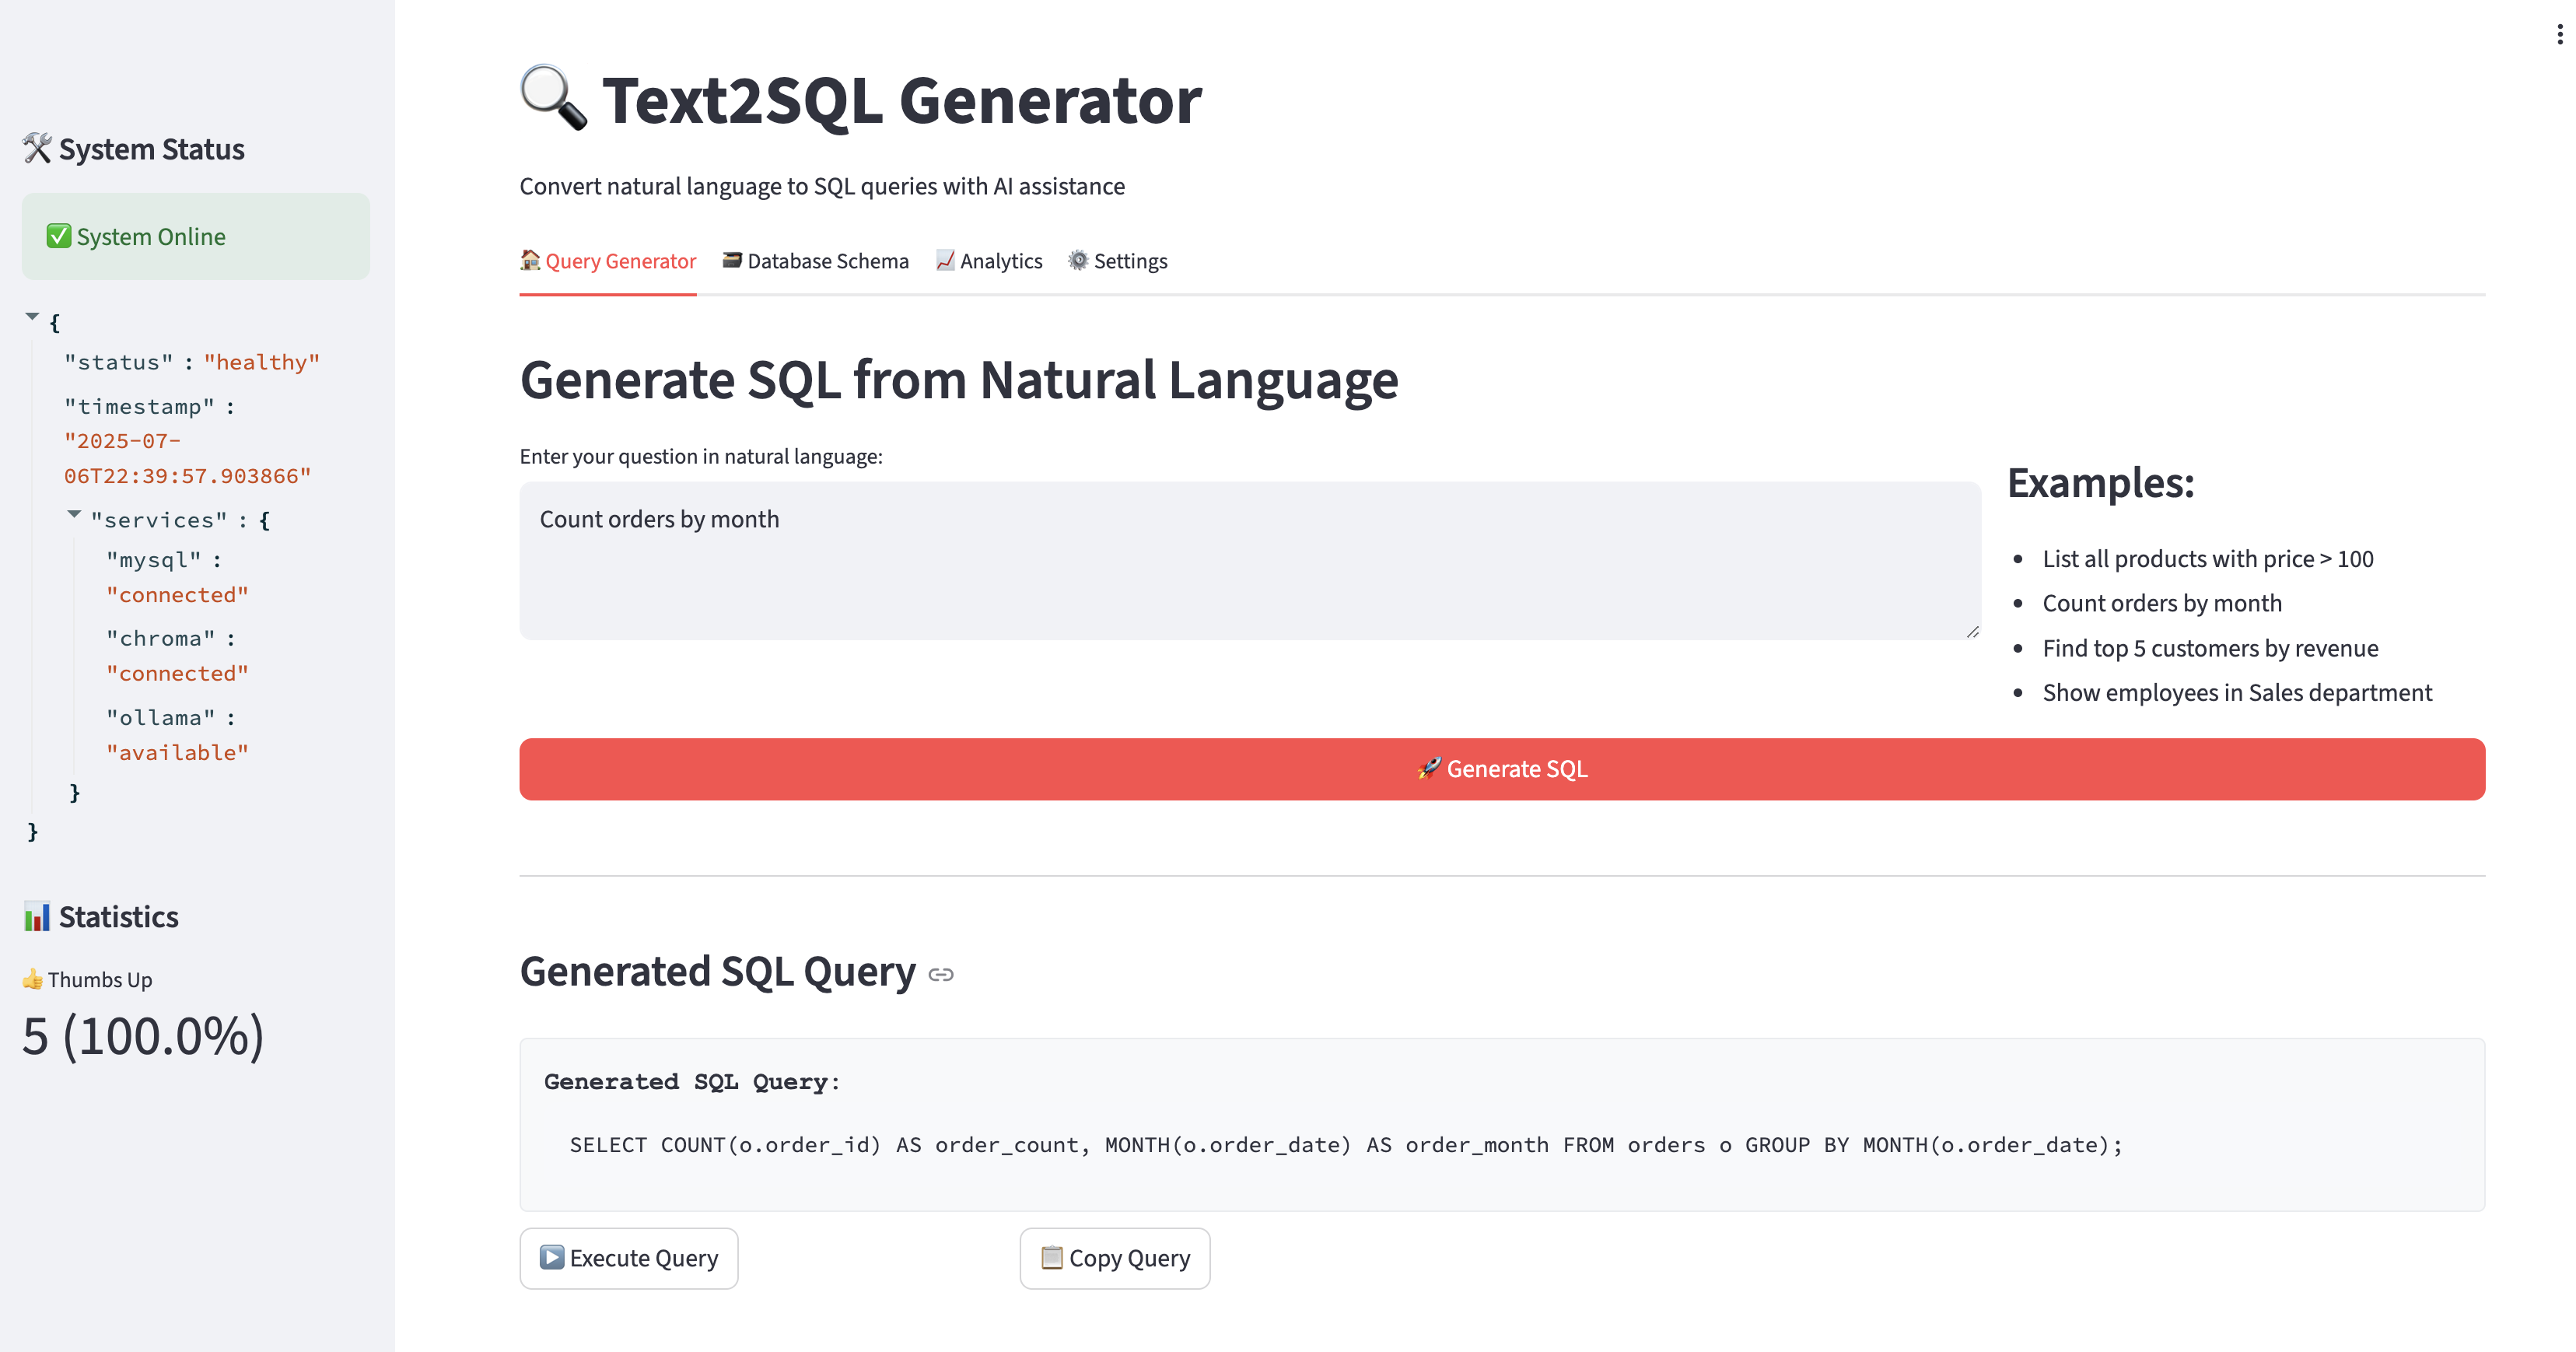 🛠️ System Status
✅ System Online
{
"status" : "healthy"
"timestamp" :
"2025-07-
06T22:39:57.903866"
"services" : {
"mysql" :
"connected"
"chroma" :
"connected"
"ollama" :
"available"
}
}
📊 Statistics
👍 Thumbs Up
5 (100.0%)
🔍 Text2SQL Generator
Convert natural language to SQL queries with AI assistance
🏠 Query Generator 🗃️ Database Schema 📈 Analytics ⚙️ Settings
Generate SQL from Natural Language
Enter your question in natural language:
Count orders by month
Examples:
• List all products with price > 100
• Count orders by month
• Find top 5 customers by revenue
• Show employees in Sales department
🚀 Generate SQL
Generated SQL Query
Generated SQL Query:
SELECT COUNT(o.order_id) AS order_count, MONTH(o.order_date) AS order_month FROM orders o GROUP BY MONTH(o.order_date);
▶️ Execute Query
📋 Copy Query